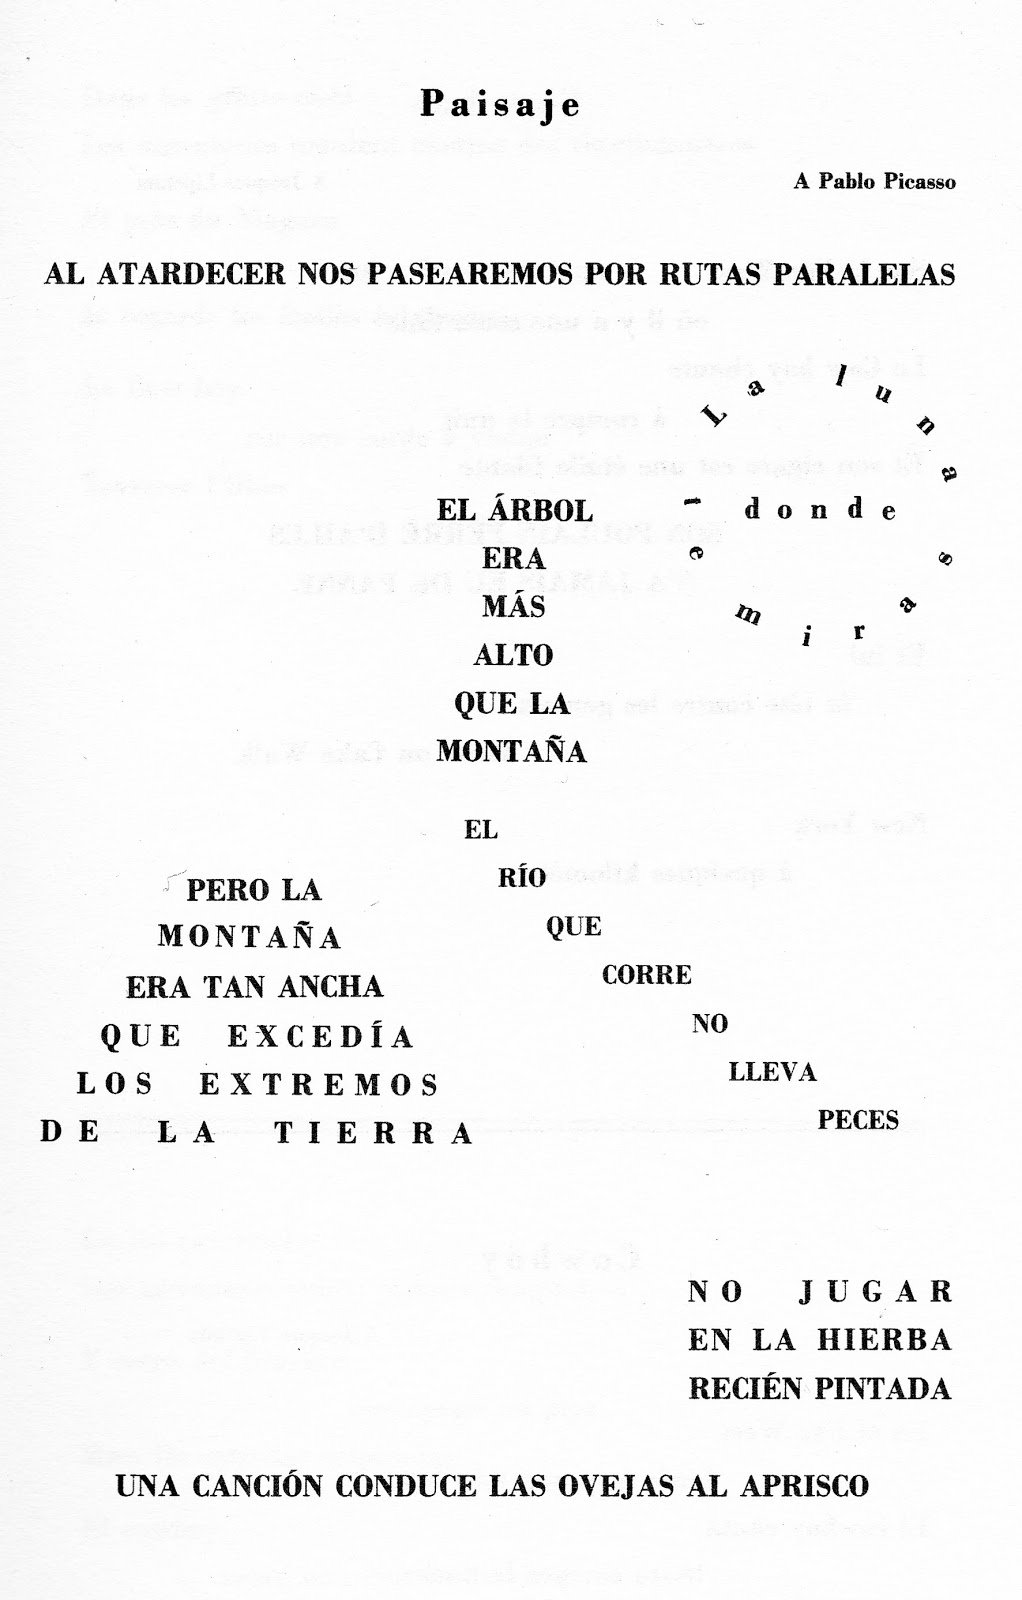 Paisaje
A Pablo Picasso
AL ATARDECER NOS PASEAREMOS POR RUTAS PARALELAS
La luna
donde
te miras
EL ÁRBOL
ERA
MÁS
ALTO
QUE LA
MONTAÑA
PERO LA
MONTAÑA
ERA TAN ANCHA
QUE EXCEDÍA
LOS EXTREMOS
DE LA TIERRA
EL
RÍO
QUE
CORRE
NO
LLEVA
PECES
NO JUGAR
EN LA HIERBA
RECIÉN PINTADA
UNA CANCIÓN CONDUCE LAS OVEJAS AL APRISCO